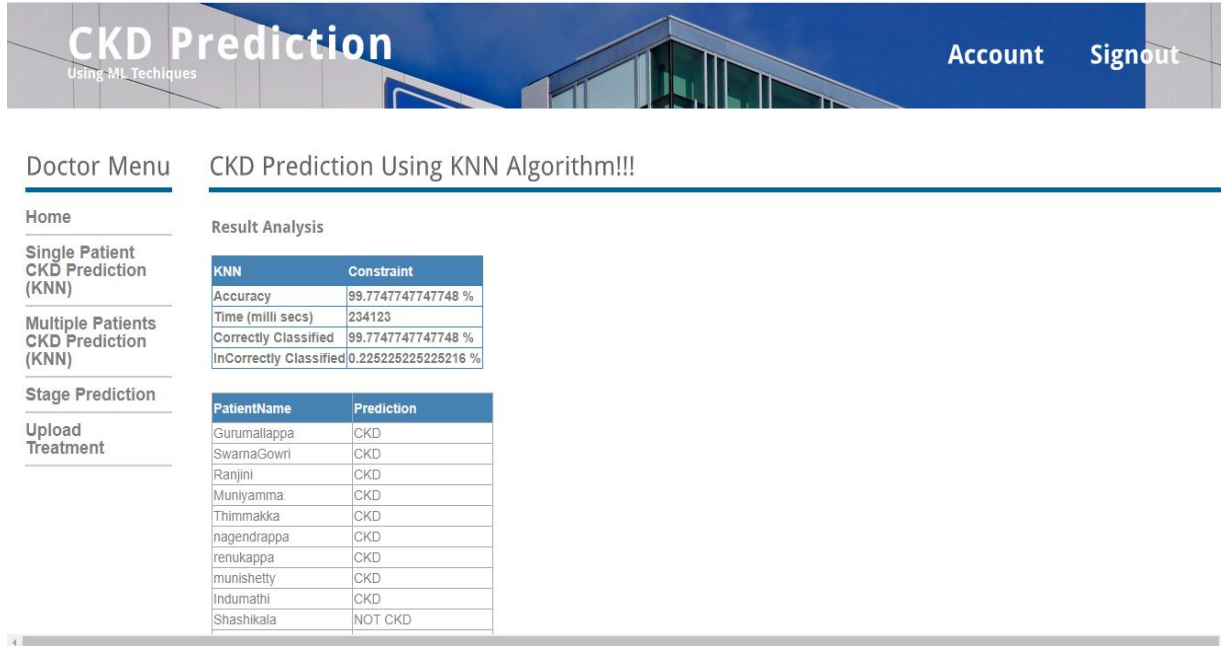 CKD Prediction
Using ML Techiques
Account Signout
Doctor Menu
Home
Single Patient
CKD Prediction
(KNN)
Multiple Patients
CKD Prediction
(KNN)
Stage Prediction
Upload
Treatment
CKD Prediction Using KNN Algorithm!!!
Result Analysis
KNN Constraint
Accuracy 99.7747747747748 %
Time (milli secs) 234123
Correctly Classified 99.7747747747748 %
InCorrectly Classified 0.225225225225216 %
PatientName Prediction
Gurumallappa CKD
SwarnaGowri CKD
Ranjini CKD
Muniyamma CKD
Thimmakka CKD
nagendrappa CKD
renukappa CKD
munishetty CKD
Indumathi CKD
Shashikala NOT CKD